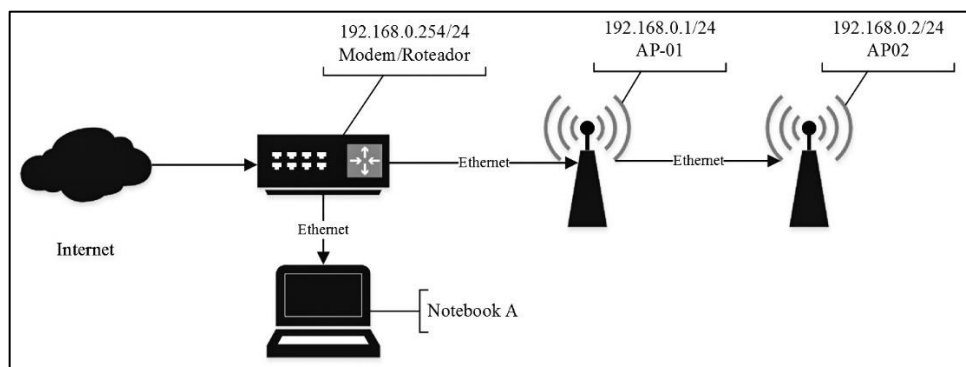 192.168.0.254/24
Modem/Roteador
192.168.0.1/24
AP-01
192.168.0.2/24
AP02
Ethernet
Ethernet
Internet
Ethernet
Notebook A